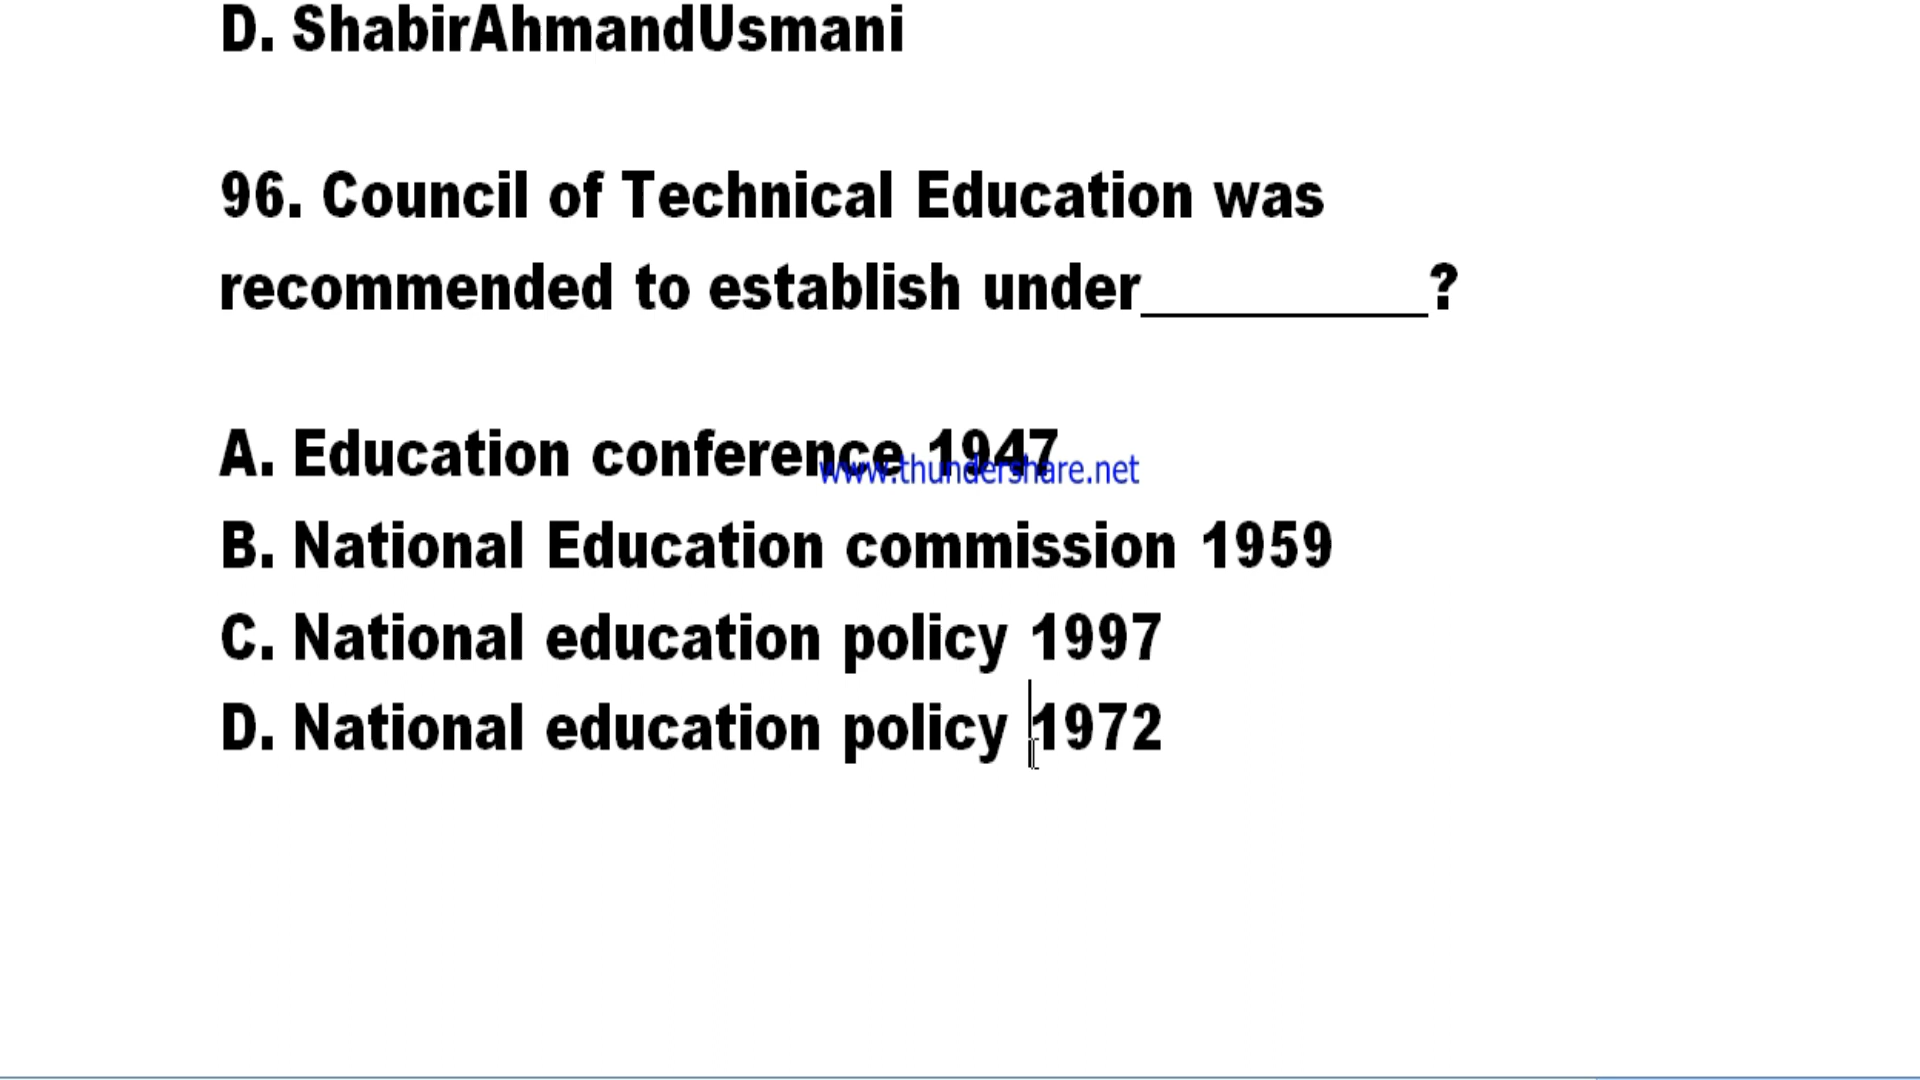 D. ShabirAhmandUsmani
96. Council of Technical Education was
recommended to establish under_________?
A. Education conference 1947
www.thundershare.net
B. National Education commission 1959
C. National education policy 1997
D. National education policy 1972